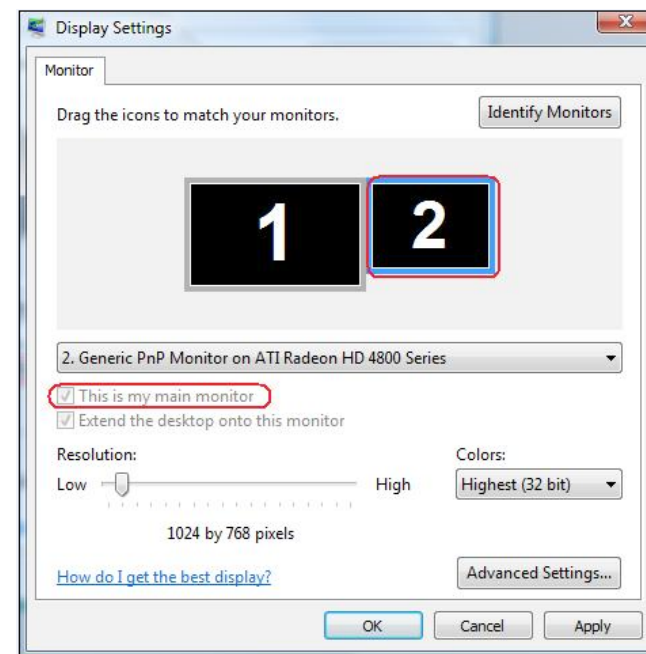 Display Settings
Monitor
Drag the icons to match your monitors.
Identify Monitors
1
2
2. Generic PnP Monitor on ATI Radeon HD 4800 Series
This is my main monitor
Extend the desktop onto this monitor
Resolution:
Colors:
Low
High
Highest (32 bit)
1024 by 768 pixels
How do I get the best display?
Advanced Settings...
OK
Cancel
Apply